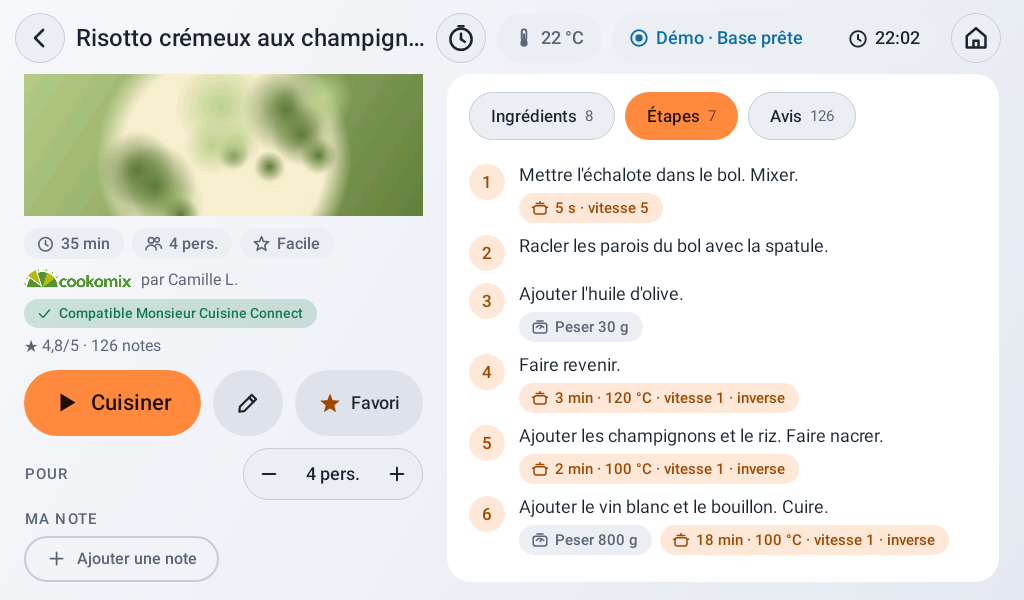 Risotto crémeux aux champign...
22 °C
Démo · Base prête
22:02
35 min
4 pers.
Facile
cookomix par Camille L.
Compatible Monsieur Cuisine Connect
★ 4,8/5 · 126 notes
Cuisiner
Favori
POUR
− 4 pers. +
MA NOTE
+ Ajouter une note
Ingrédients 8
Étapes 7
Avis 126
1 Mettre l'échalote dans le bol. Mixer.
5 s · vitesse 5
2 Racler les parois du bol avec la spatule.
3 Ajouter l'huile d'olive.
Peser 30 g
4 Faire revenir.
3 min · 120 °C · vitesse 1 · inverse
5 Ajouter les champignons et le riz. Faire nacrer.
2 min · 100 °C · vitesse 1 · inverse
6 Ajouter le vin blanc et le bouillon. Cuire.
Peser 800 g
18 min · 100 °C · vitesse 1 · inverse